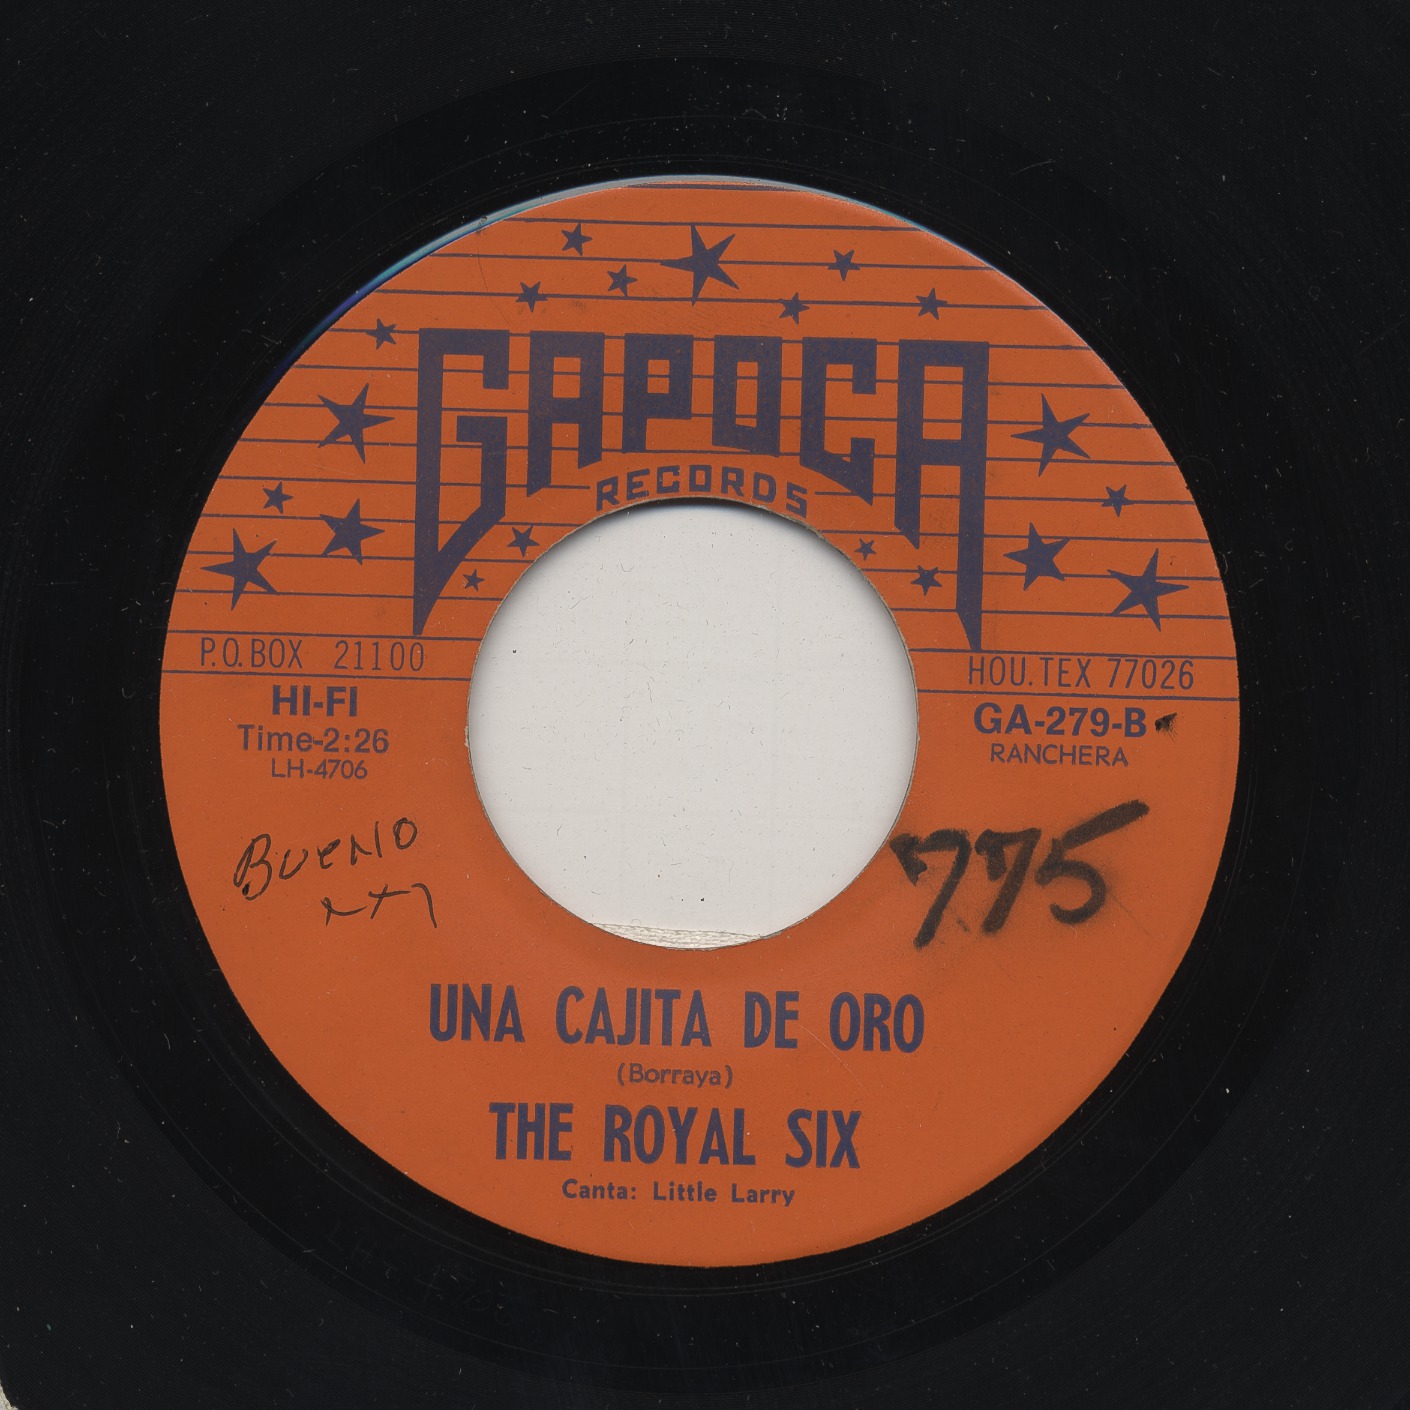 GAPOCA
RECORDS
P.O. BOX 21100
HOU. TEX 77026
HI-FI
Time-2:26
LH-4706
GA-279-B
RANCHERA
BUENO
775
UNA CAJITA DE ORO
(Borraya)
THE ROYAL SIX
Canta: Little Larry